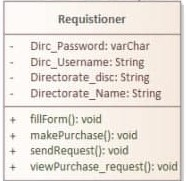 Requistioner
- Dirc_Password: varChar
- Dirc_Username: String
- Directorate_disc: String
- Directorate_Name: String
+ fillForm(): void
+ makePurchase(): void
+ sendRequest(): void
+ viewPurchase_request(): void